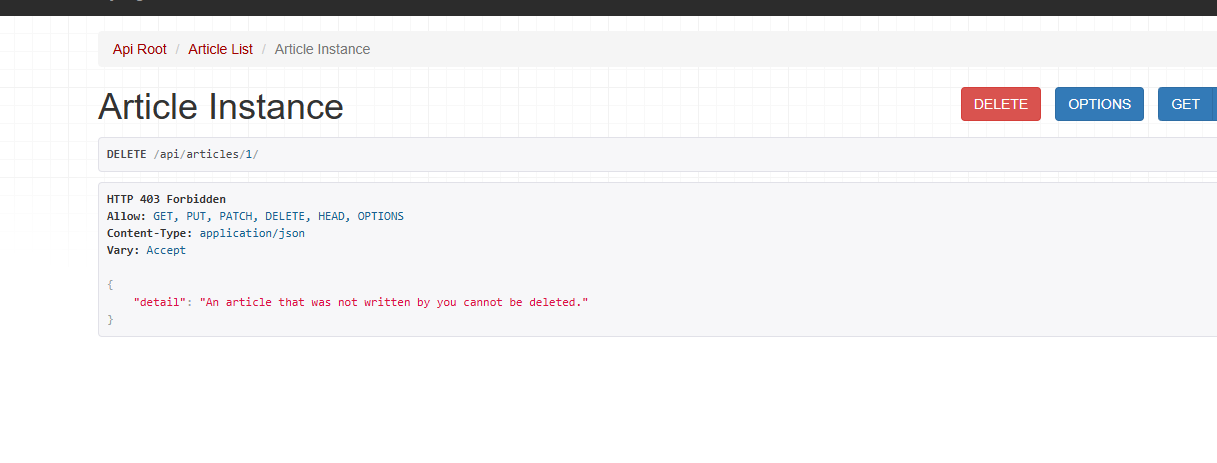 Api Root / Article List / Article Instance
Article Instance
DELETE OPTIONS GET
DELETE /api/articles/1/
HTTP 403 Forbidden
Allow: GET, PUT, PATCH, DELETE, HEAD, OPTIONS
Content-Type: application/json
Vary: Accept
{
"detail": "An article that was not written by you cannot be deleted."
}